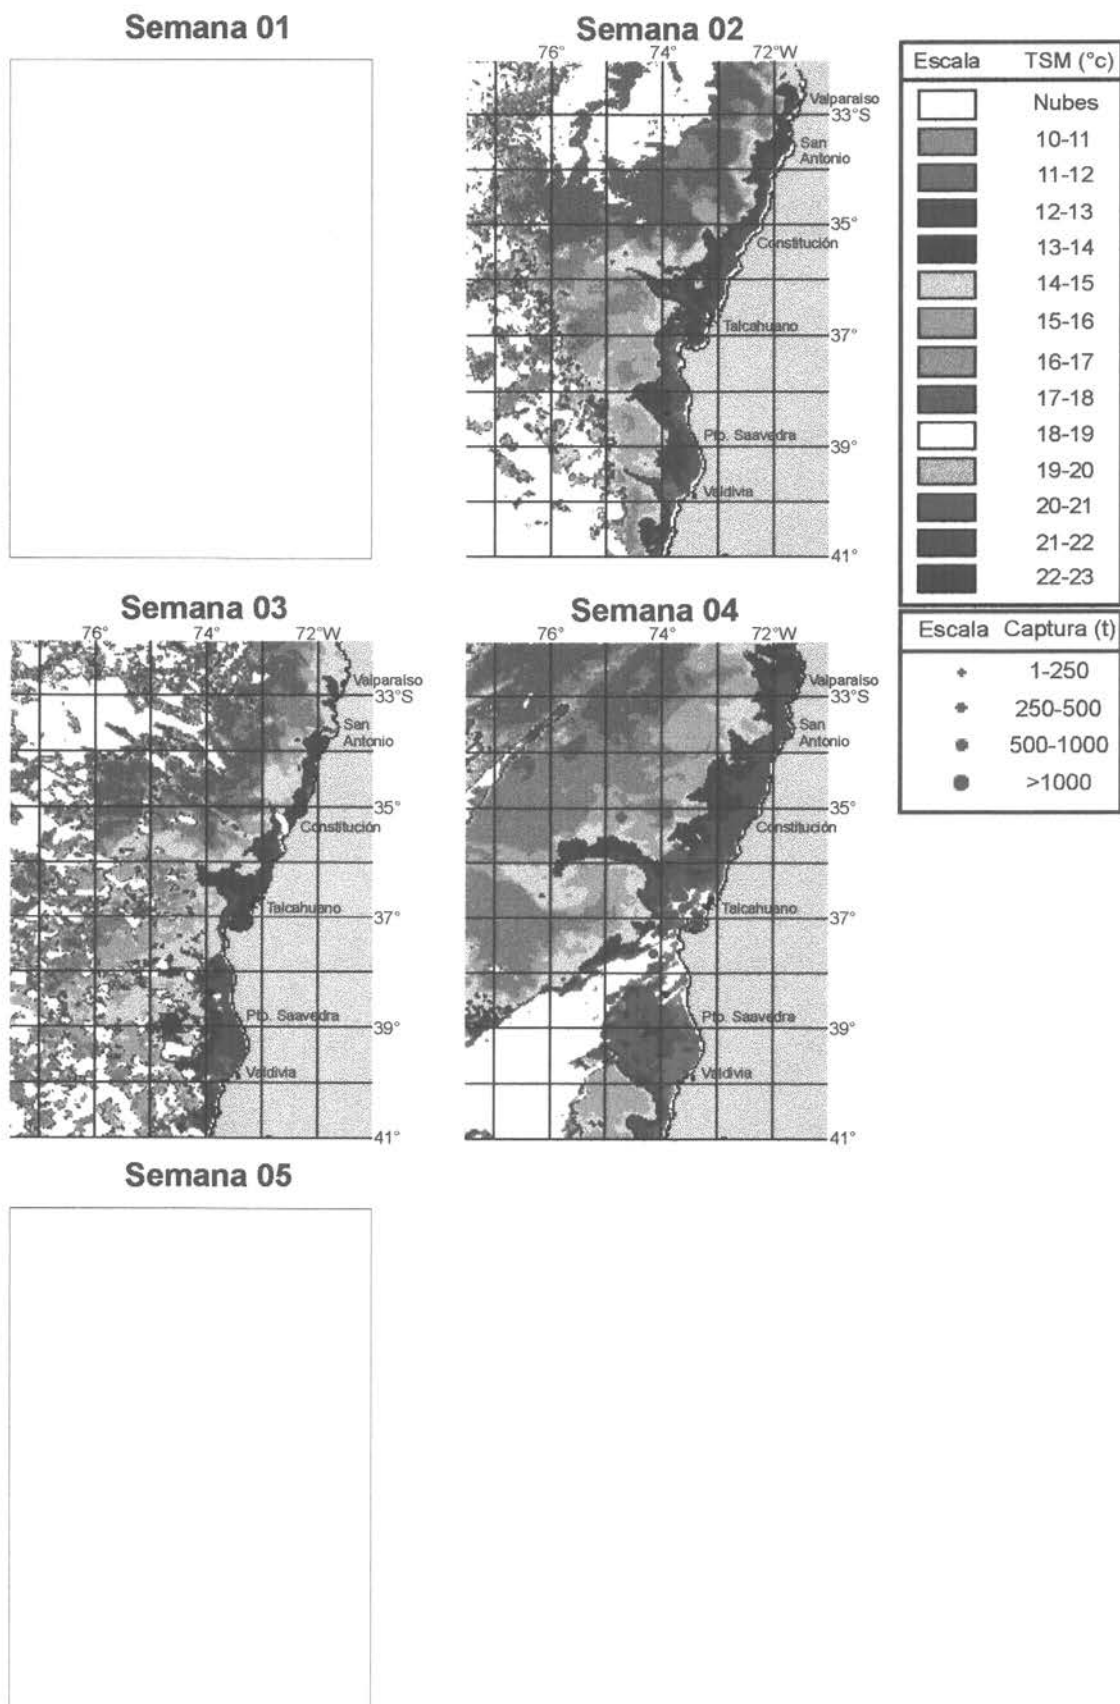 Semana 01
Semana 02
76° 74° 72°W
Valparaiso
33°S
San
Antonio
35°
Constitución
Talcahuano
37°
Pto. Saavedra
39°
Valdivia
41°
Escala TSM (°c)
Nubes
10-11
11-12
12-13
13-14
14-15
15-16
16-17
17-18
18-19
19-20
20-21
21-22
22-23
Escala Captura (t)
1-250
250-500
500-1000
>1000
Semana 03
76° 74° 72°W
Valparaiso
33°S
San
Antonio
35°
Constitución
Talcahuano
37°
Pto. Saavedra
39°
Valdivia
41°
Semana 04
76° 74° 72°W
Valparaiso
33°S
San
Antonio
35°
Constitución
Talcahuano
37°
Pto. Saavedra
39°
Valdivia
41°
Semana 05